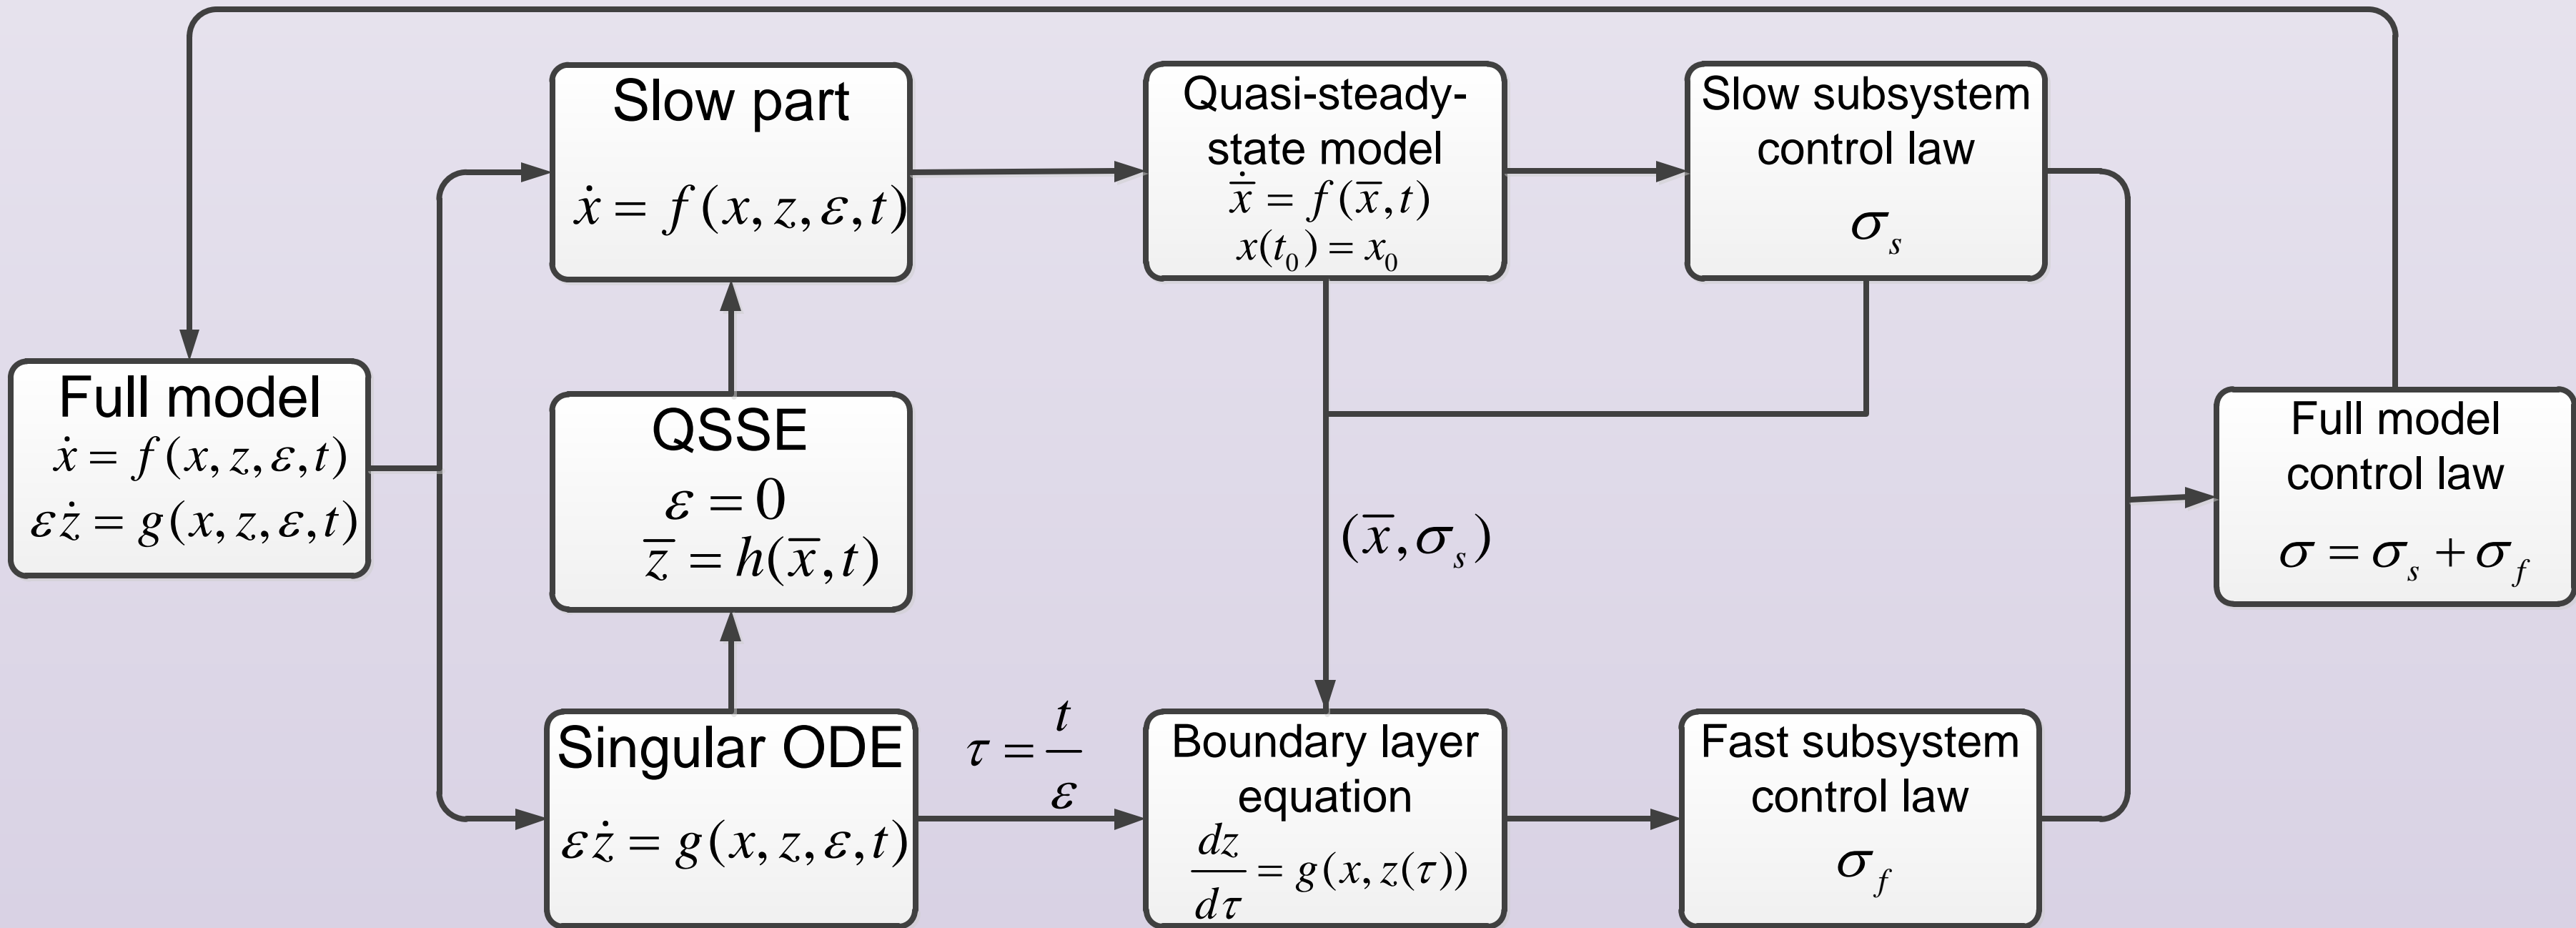 Full model
ẋ = f(x, z, ε, t)
εż = g(x, z, ε, t)
Slow part
ẋ = f(x, z, ε, t)
QSSE
ε = 0
z̅ = h(x̅, t)
Singular ODE
εż = g(x, z, ε, t)
τ = t/ε
Quasi-steady-
state model
x̅̇ = f(x̅, t)
x(t₀) = x₀
(x̅, σₛ)
Boundary layer
equation
dz/dτ = g(x, z(τ))
Slow subsystem
control law
σₛ
Fast subsystem
control law
σ_f
Full model
control law
σ = σₛ + σ_f